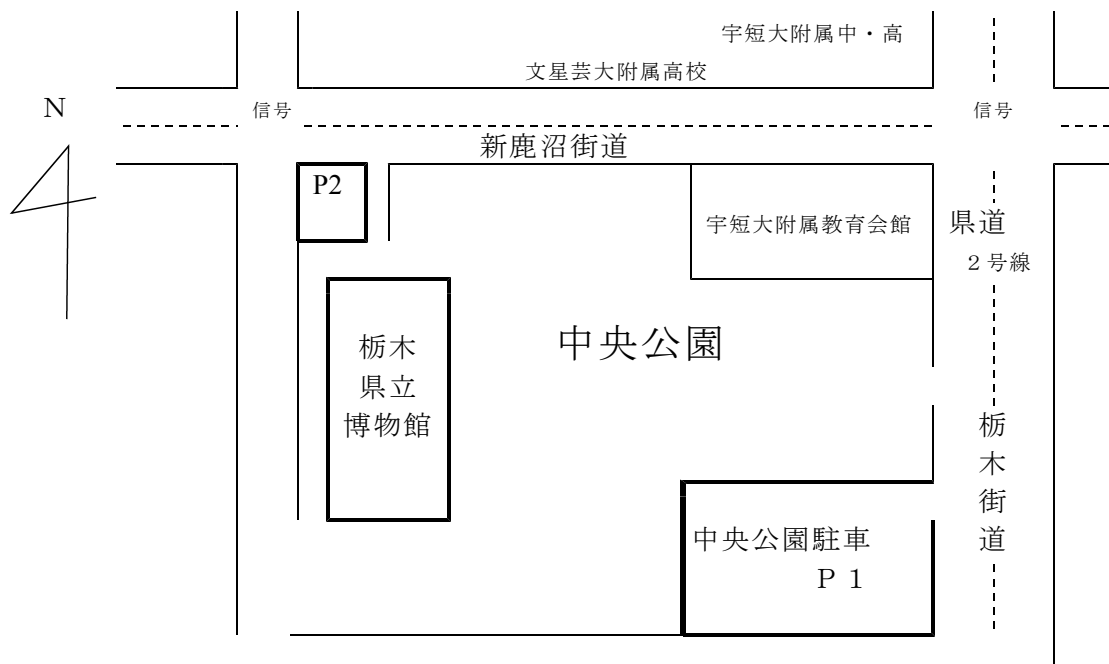 宇短大附属中・高
文星芸大附属高校
N
信号
信号
新鹿沼街道
P2
宇短大附属教育会館
県道
２号線
中央公園
栃木
県立
博物館
栃木街道
中央公園駐車
Ｐ１